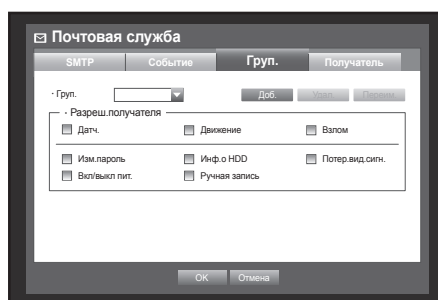 Почтовая служба
SMTP Событие Груп. Получатель
· Груп. Доб. Удал. Переим.
· Разреш.получателя
Датч. Движение Взлом
Изм.пароль Инф.о HDD Потер.вид.сигн.
Вкл/выкл пит. Ручная запись
OK Отмена